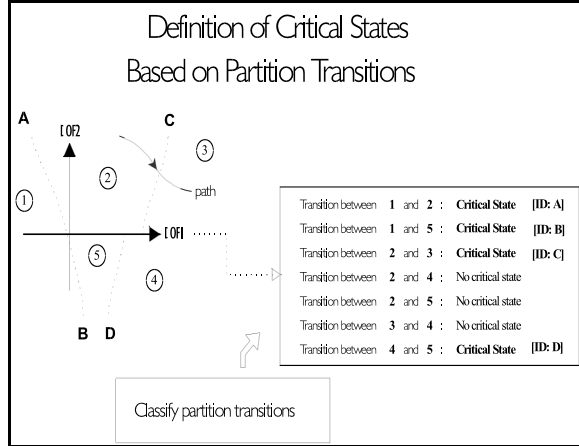 Definition of Critical States
Based on Partition Transitions
A
DOF2
C
3
2
1
path
DOF1
5
4
B D
Transition between 1 and 2 : Critical State [ID: A]
Transition between 1 and 5 : Critical State [ID: B]
Transition between 2 and 3 : Critical State [ID: C]
Transition between 2 and 4 : No critical state
Transition between 2 and 5 : No critical state
Transition between 3 and 4 : No critical state
Transition between 4 and 5 : Critical State [ID: D]
Classify partition transitions